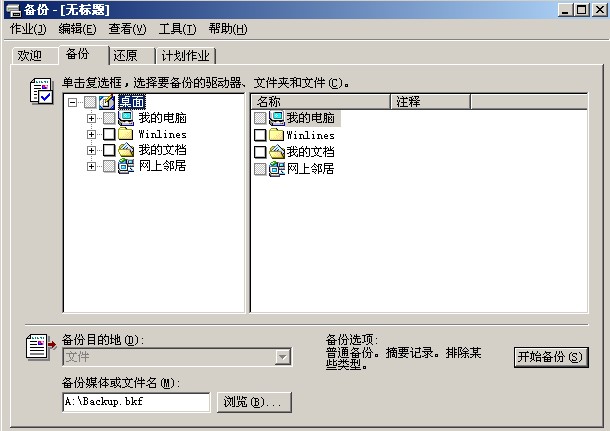 备份 - [无标题]
作业(J) 编辑(E) 查看(V) 工具(T) 帮助(H)
欢迎 备份 还原 计划作业
单击复选框，选择要备份的驱动器、文件夹和文件(C)。
桌面
我的电脑
Winlines
我的文档
网上邻居
名称 注释
我的电脑
Winlines
我的文档
网上邻居
备份目的地(D):
文件
备份媒体或文件名(M):
A:\Backup.bkf
浏览(B)...
备份选项:
普通备份。摘要记录。排除某
些类型。
开始备份(S)